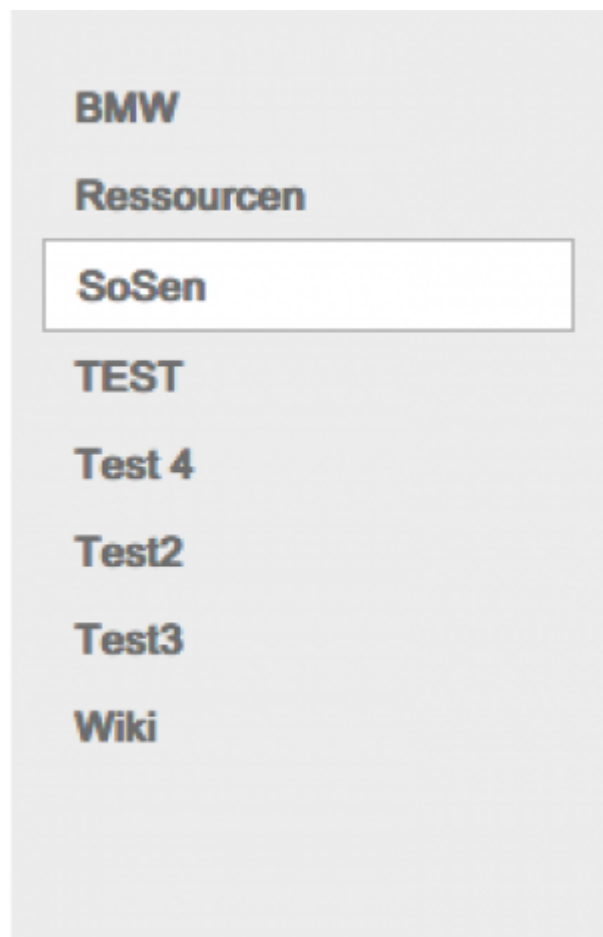 BMW
Ressourcen
SoSen
TEST
Test 4
Test2
Test3
Wiki